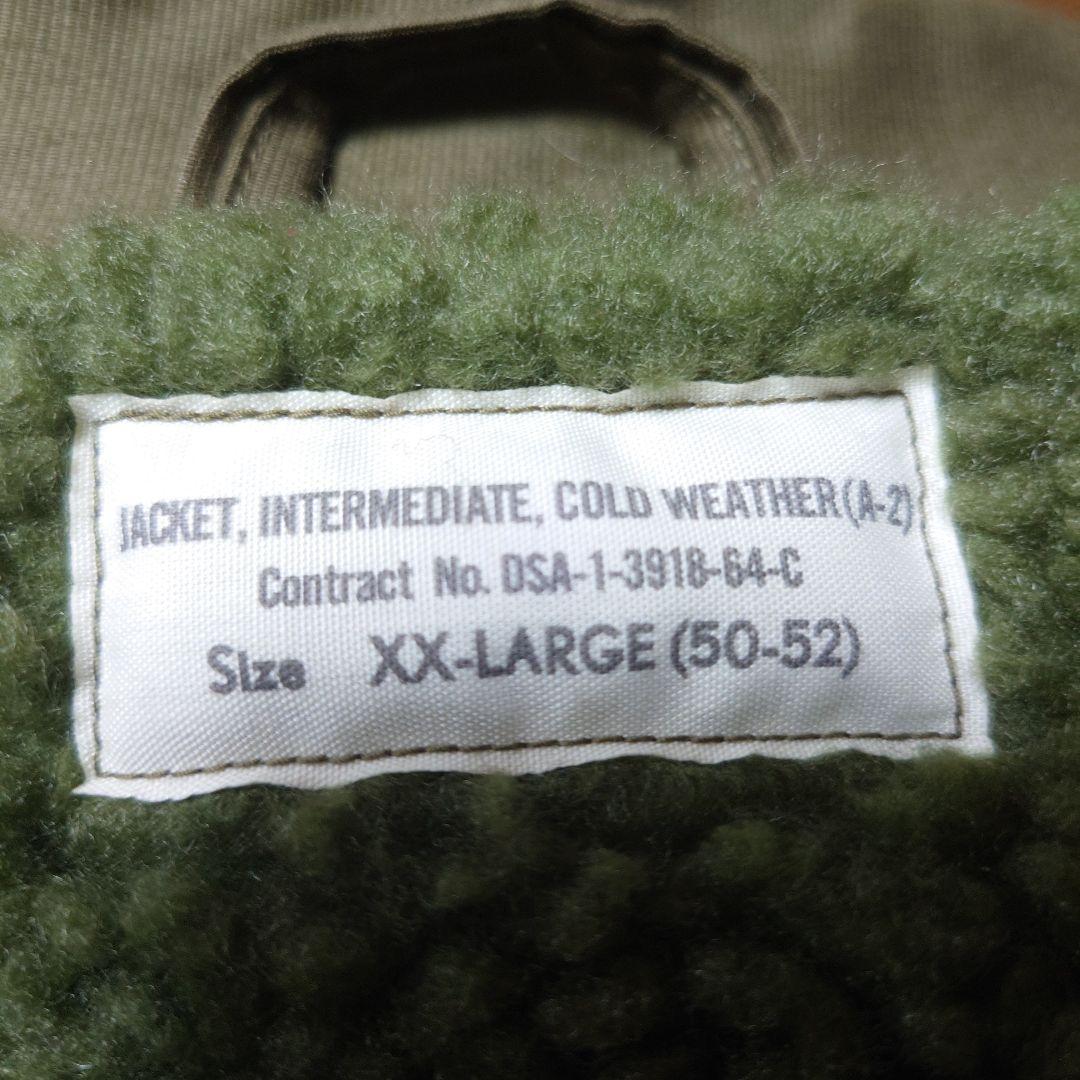 JACKET, INTERMEDIATE, COLD WEATHER (A-2)
Contract No. DSA-1-3918-64-C
Size XX-LARGE (50-52)